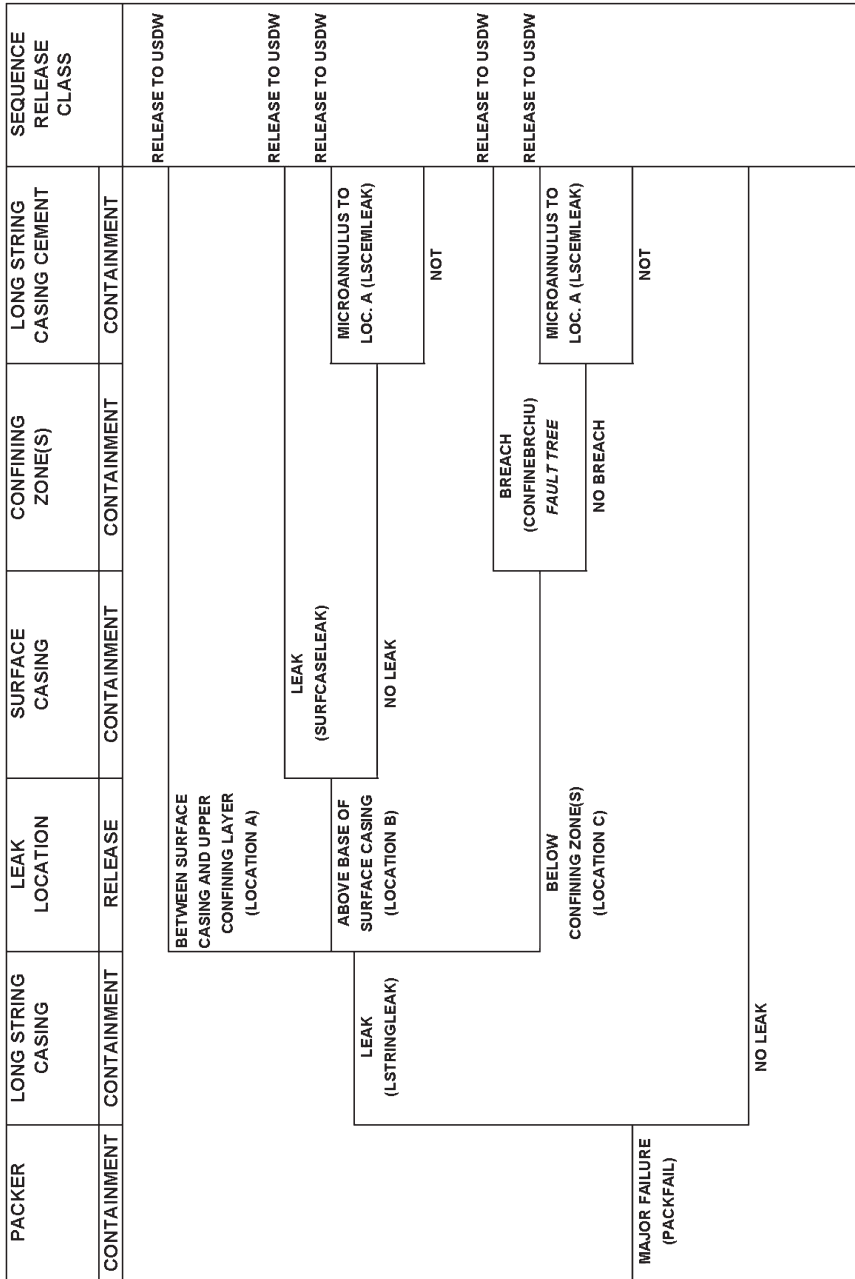 PACKER
LONG STRING
CASING
LEAK
LOCATION
SURFACE
CASING
CONFINING
ZONE(S)
LONG STRING
CASING CEMENT
SEQUENCE
RELEASE
CLASS
CONTAINMENT
CONTAINMENT
RELEASE
CONTAINMENT
CONTAINMENT
CONTAINMENT
RELEASE TO USDW
BETWEEN SURFACE
CASING AND UPPER
CONFINING LAYER
(LOCATION A)
RELEASE TO USDW
LEAK
(SURFCASELEAK)
RELEASE TO USDW
ABOVE BASE OF
SURFACE CASING
(LOCATION B)
MICROANNULUS TO
LOC. A (LSCEMLEAK)
NO LEAK
NOT
LEAK
(LSTRINGLEAK)
RELEASE TO USDW
BREACH
(CONFINEBRCHU)
FAULT TREE
RELEASE TO USDW
BELOW
CONFINING ZONE(S)
(LOCATION C)
MICROANNULUS TO
LOC. A (LSCEMLEAK)
NO BREACH
NOT
MAJOR FAILURE
(PACKFAIL)
NO LEAK